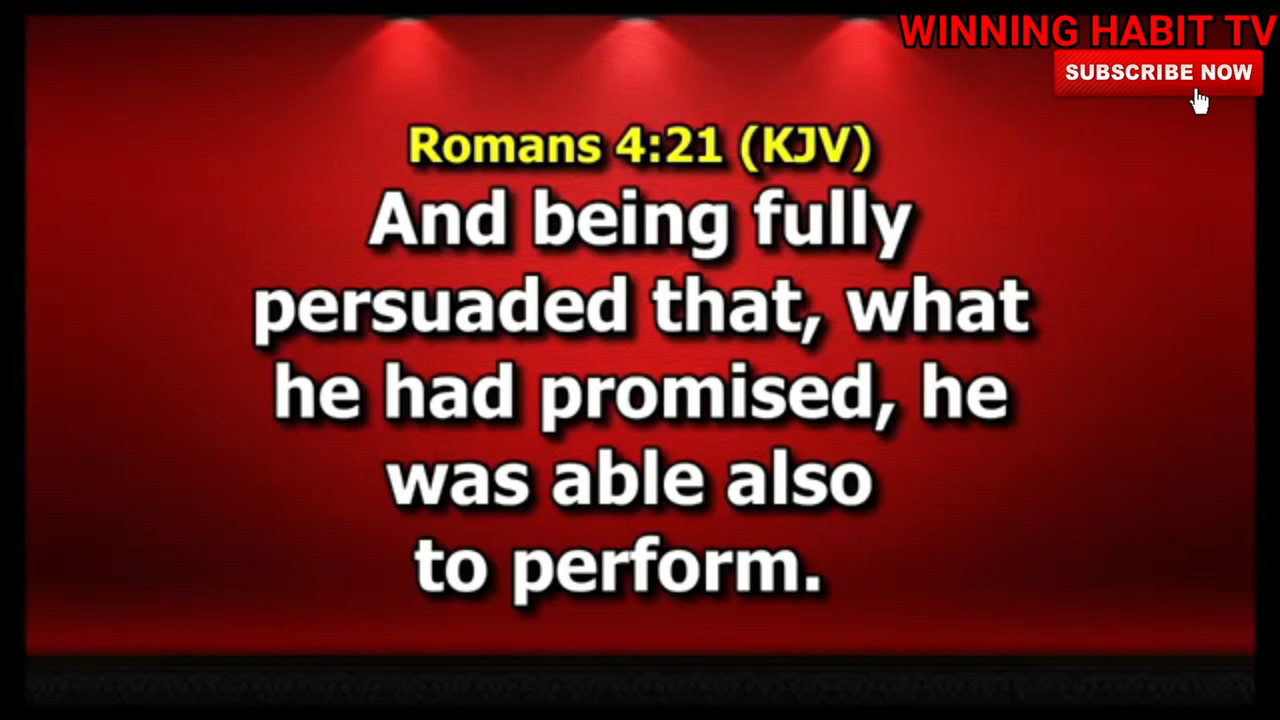 WINNING HABIT TV
SUBSCRIBE NOW
Romans 4:21 (KJV)
And being fully
persuaded that, what
he had promised, he
was able also
to perform.